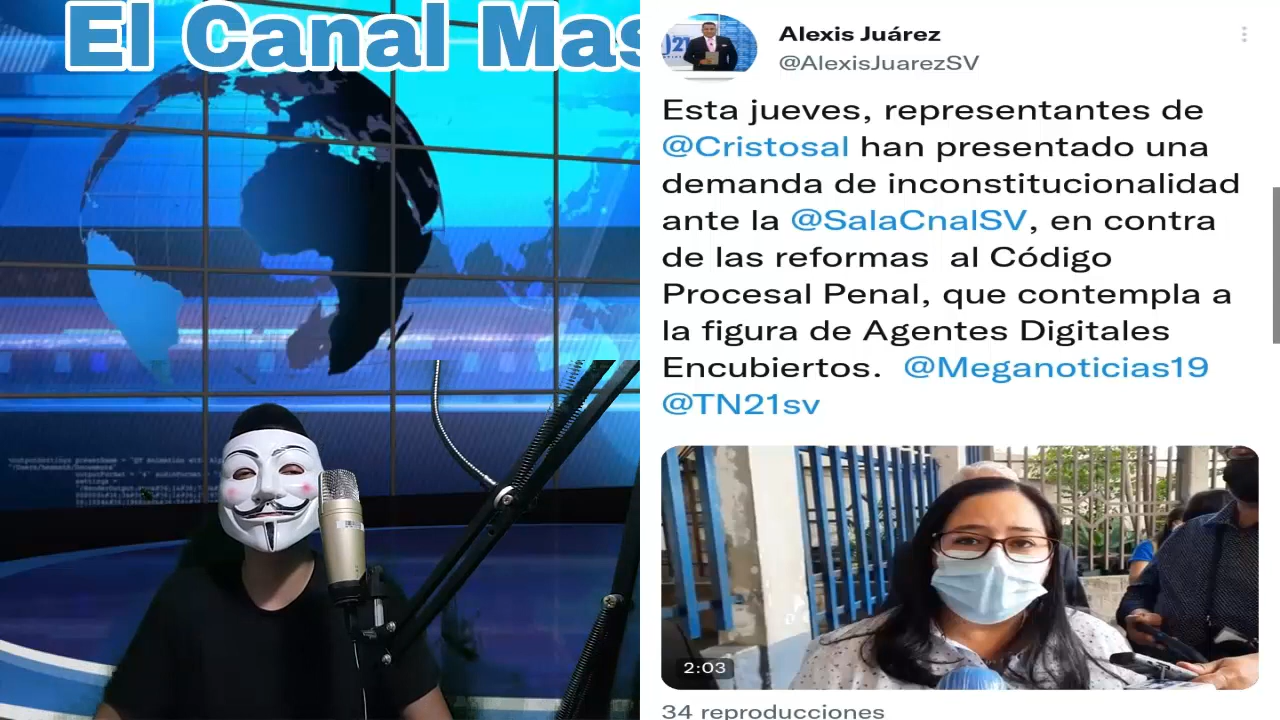 El Canal Mas
Alexis Juárez
@AlexisJuarezSV
Esta jueves, representantes de
@Cristosal han presentado una
demanda de inconstitucionalidad
ante la @SalaCnalSV, en contra
de las reformas al Código
Procesal Penal, que contempla a
la figura de Agentes Digitales
Encubiertos. @Meganoticias19
@TN21sv
2:03
34 reproducciones